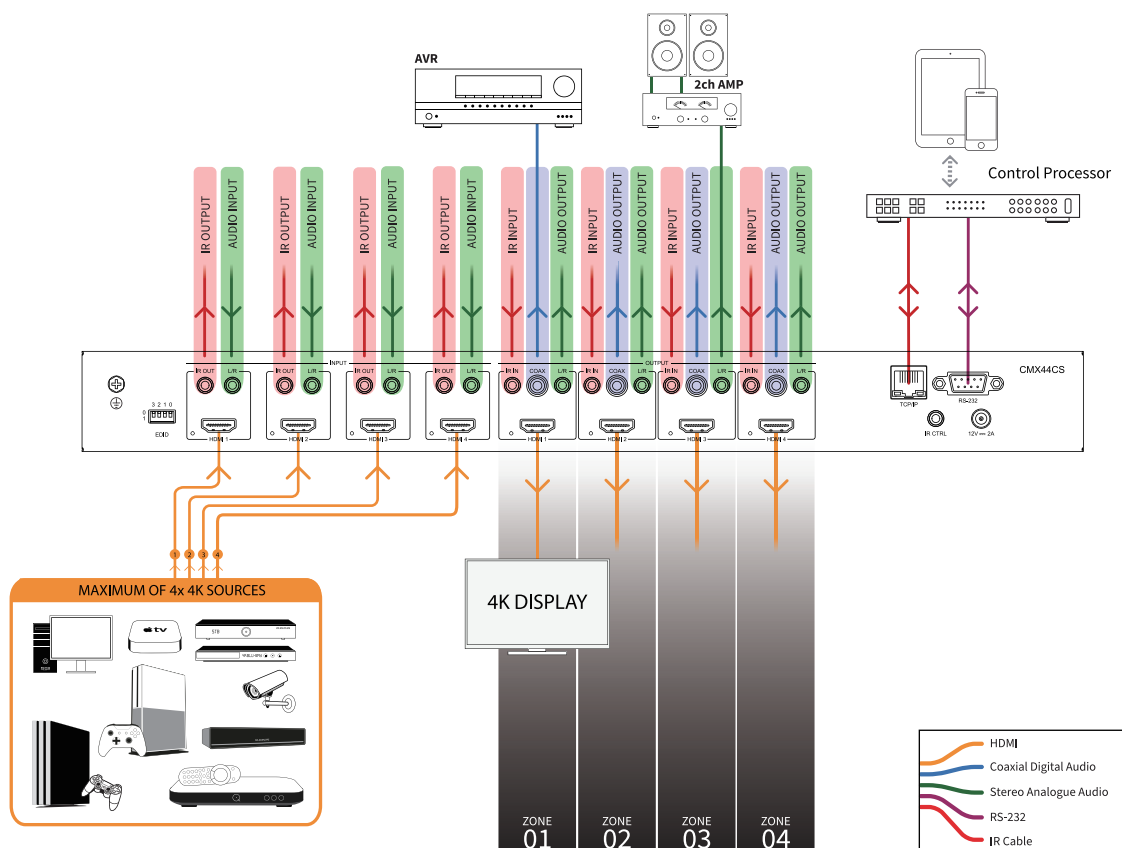 AVR
2ch AMP
Control Processor
IR OUTPUT
AUDIO INPUT
IR OUTPUT
AUDIO INPUT
IR OUTPUT
AUDIO INPUT
IR OUTPUT
AUDIO INPUT
IR INPUT
AUDIO OUTPUT
IR INPUT
AUDIO OUTPUT
AUDIO OUTPUT
IR INPUT
AUDIO OUTPUT
IR INPUT
AUDIO OUTPUT
AUDIO OUTPUT
INPUT
OUTPUT
IR OUT L/R
IR OUT L/R
IR OUT L/R
IR OUT L/R
IR IN COAX L/R
IR IN COAX L/R
IR IN COAX L/R
IR IN COAX L/R
CMX44CS
3 2 1 0
0
1
EDID
HDMI 1
HDMI 2
HDMI 3
HDMI 4
HDMI 1
HDMI 2
HDMI 3
HDMI 4
TCP/IP
RS-232
IR CTRL
12V 2A
1 2 3 4
MAXIMUM OF 4x 4K SOURCES
tv
STB
4K DISPLAY
ZONE
01
ZONE
02
ZONE
03
ZONE
04
HDMI
Coaxial Digital Audio
Stereo Analogue Audio
RS-232
IR Cable